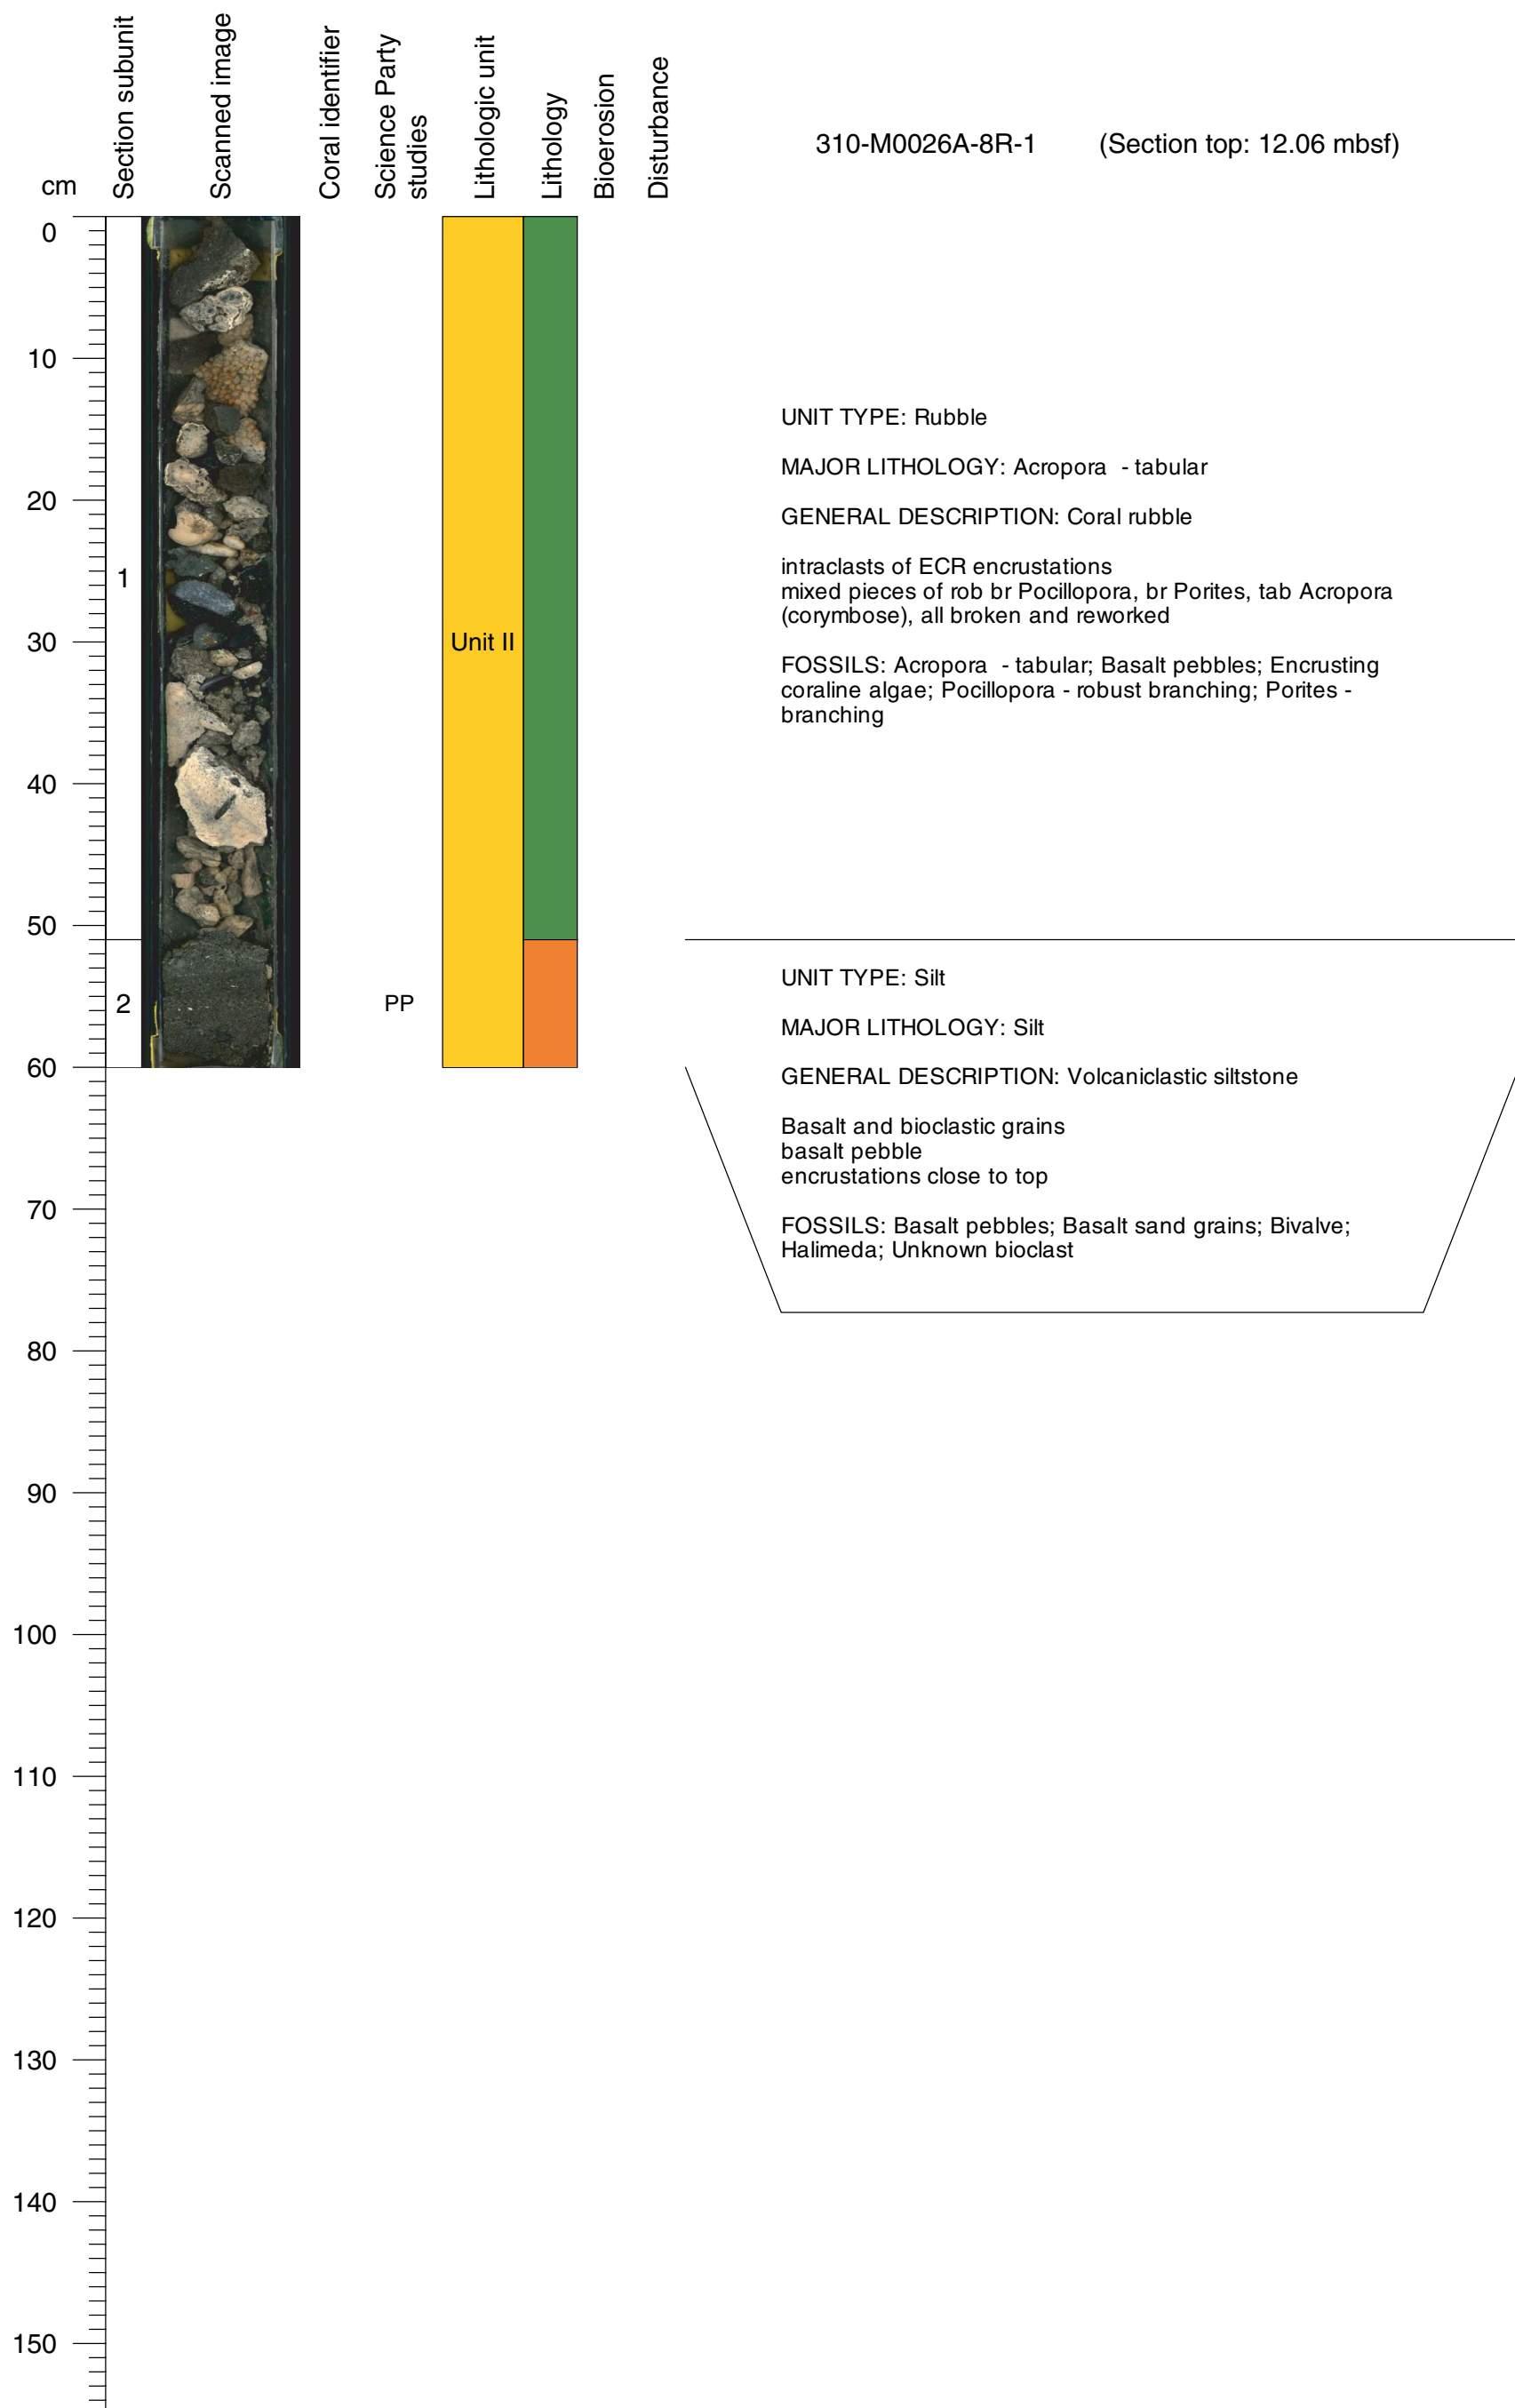 Section subunit
Scanned image
Coral identifier
Science Party
studies
Lithologic unit
Lithology
Bioerosion
Disturbance
310-M0026A-8R-1 (Section top: 12.06 mbsf)
cm
0
10
20
30
40
50
60
70
80
90
100
110
120
130
140
150
1
2
PP
Unit II
UNIT TYPE: Rubble
MAJOR LITHOLOGY: Acropora - tabular
GENERAL DESCRIPTION: Coral rubble
intraclasts of ECR encrustations
mixed pieces of rob br Pocillopora, br Porites, tab Acropora
(corymbose), all broken and reworked
FOSSILS: Acropora - tabular; Basalt pebbles; Encrusting
coraline algae; Pocillopora - robust branching; Porites -
branching
UNIT TYPE: Silt
MAJOR LITHOLOGY: Silt
GENERAL DESCRIPTION: Volcaniclastic siltstone
Basalt and bioclastic grains
basalt pebble
encrustations close to top
FOSSILS: Basalt pebbles; Basalt sand grains; Bivalve;
Halimeda; Unknown bioclast